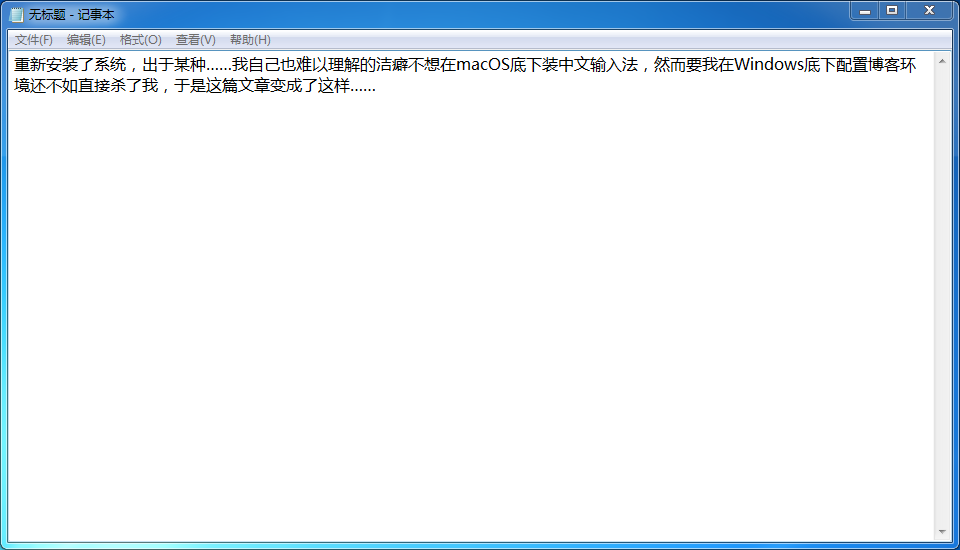 无标题 - 记事本
文件(F) 编辑(E) 格式(O) 查看(V) 帮助(H)
重新安装了系统，出于某种......我自己也难以理解的洁癖不想在macOS底下装中文输入法，然而要我在Windows底下配置博客环
境还不如直接杀了我，于是这篇文章变成了这样......